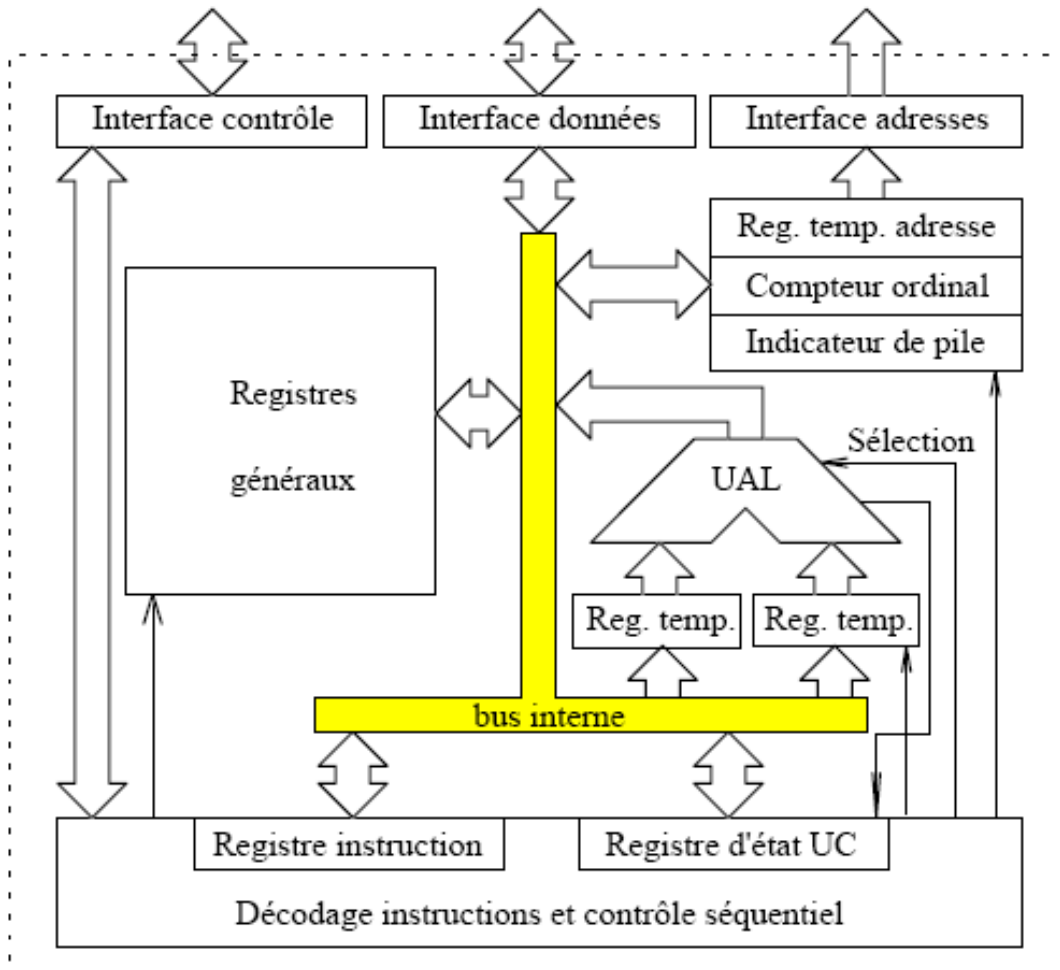 Interface contrôle
Interface données
Interface adresses
Reg. temp. adresse
Compteur ordinal
Indicateur de pile
Registres
généraux
Sélection
UAL
Reg. temp.
Reg. temp.
bus interne
Registre instruction
Registre d'état UC
Décodage instructions et contrôle séquentiel